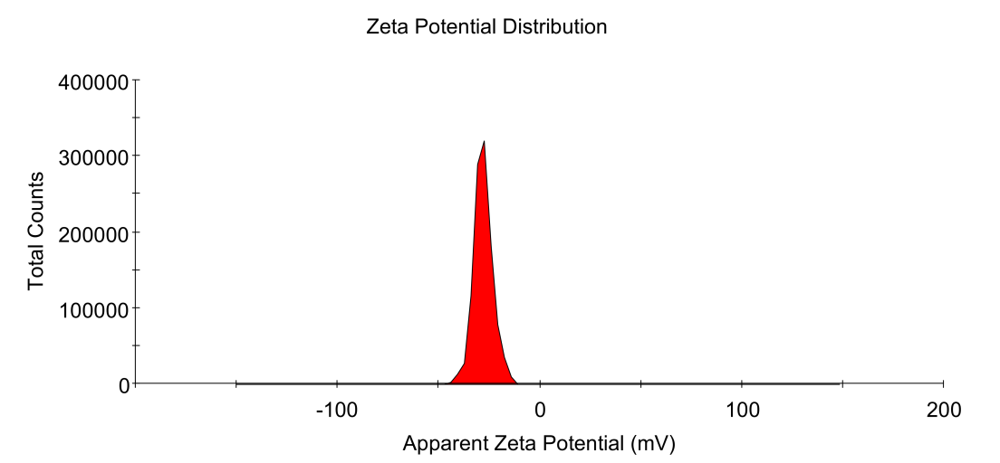 Zeta Potential Distribution
400000
300000
200000
100000
0
Total Counts
-100 0 100 200
Apparent Zeta Potential (mV)